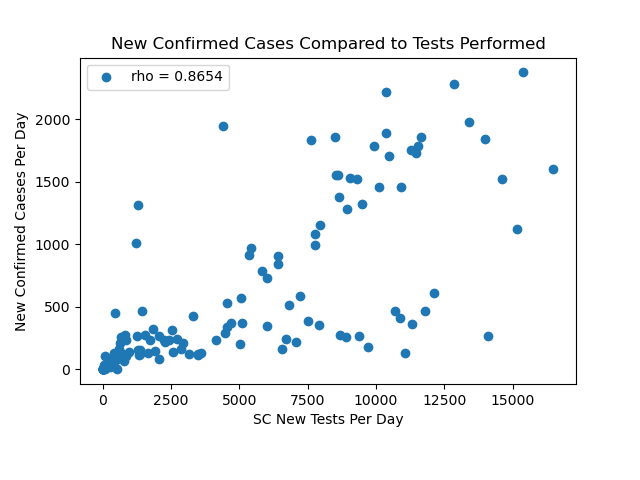 New Confirmed Cases Compared to Tests Performed
rho = 0.8654
New Confirmed Caeses Per Day
2000
1500
1000
500
0
0 2500 5000 7500 10000 12500 15000
SC New Tests Per Day